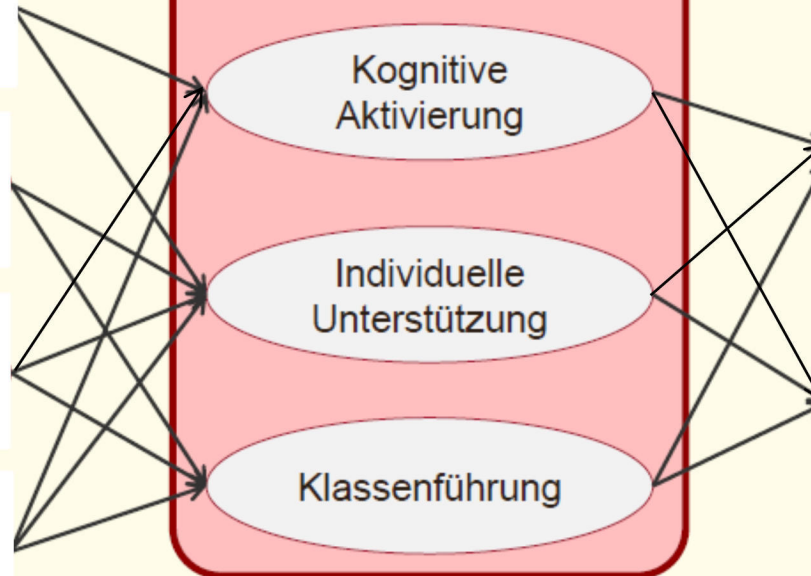 Kognitive
Aktivierung
Individuelle
Unterstützung
Klassenführung